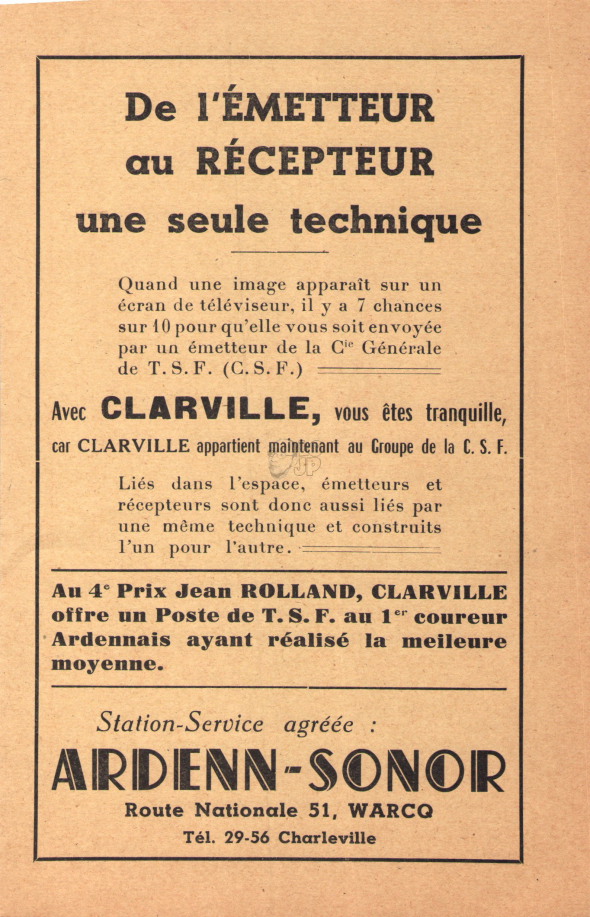 De l'ÉMETTEUR
au RÉCEPTEUR
une seule technique
Quand une image apparaît sur un
écran de téléviseur, il y a 7 chances
sur 10 pour qu'elle vous soit envoyée
par un émetteur de la Cie Générale
de T. S. F. (C. S. F.)
Avec CLARVILLE, vous êtes tranquille,
car CLARVILLE appartient maintenant au Groupe de la C. S. F.
JP
Liés dans l'espace, émetteurs et
récepteurs sont donc aussi liés par
une même technique et construits
l'un pour l'autre.
Au 4e Prix Jean ROLLAND, CLARVILLE
offre un Poste de T. S. F. au 1er coureur
Ardennais ayant réalisé la meileure
moyenne.
Station-Service agréée :
ARDENN-SONOR
Route Nationale 51, WARCQ
Tél. 29-56 Charleville